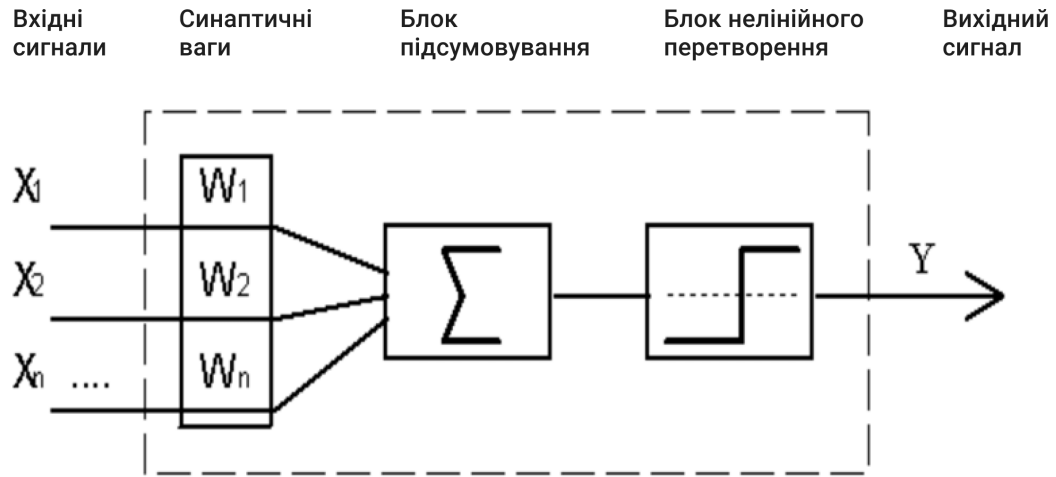 Вхідні
сигнали
Синаптичні
ваги
Блок
підсумовування
Блок нелінійного
перетворення
Вихідний
сигнал
X1
W1
X2
W2
Xn ....
Wn
Σ
Y